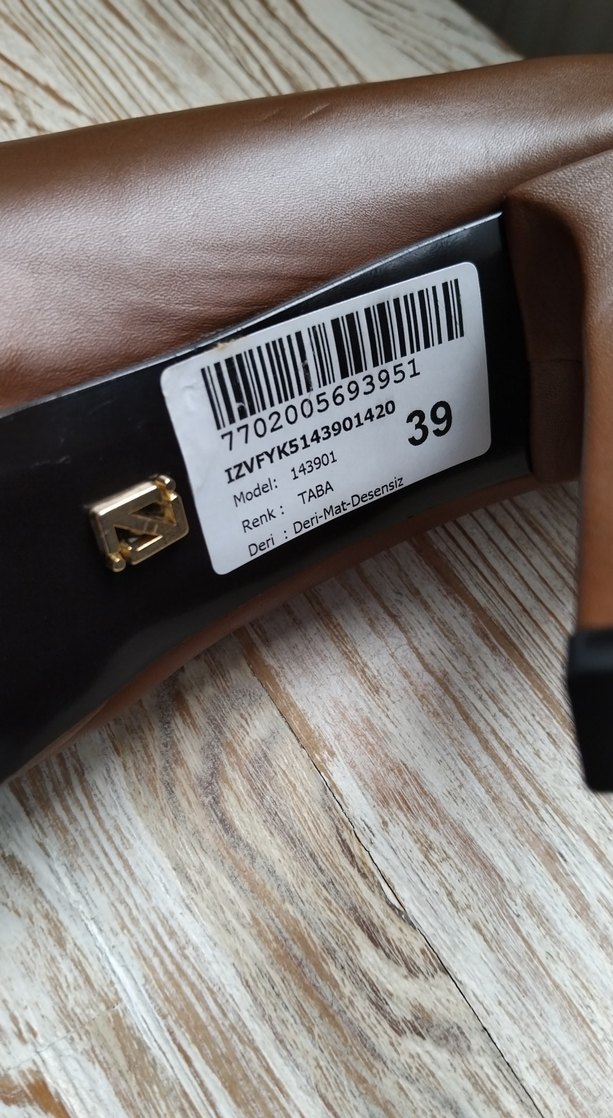 7702005693951
IZVFYK5143901420
39
Model: 143901
Renk : TABA
Deri : Deri-Mat-Desensiz